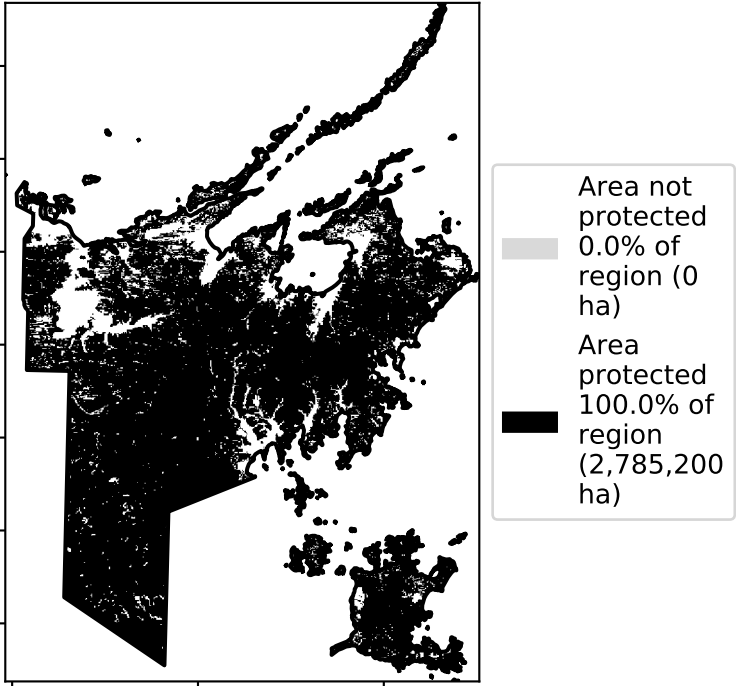 Area not
protected
0.0% of
region (0
ha)
Area
protected
100.0% of
region
(2,785,200
ha)